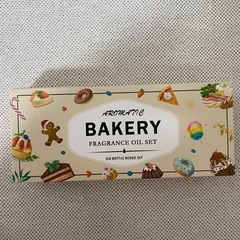 AROMATIC
BAKERY
FRAGRANCE OIL SET
SIX BOTTLE BOXED SET